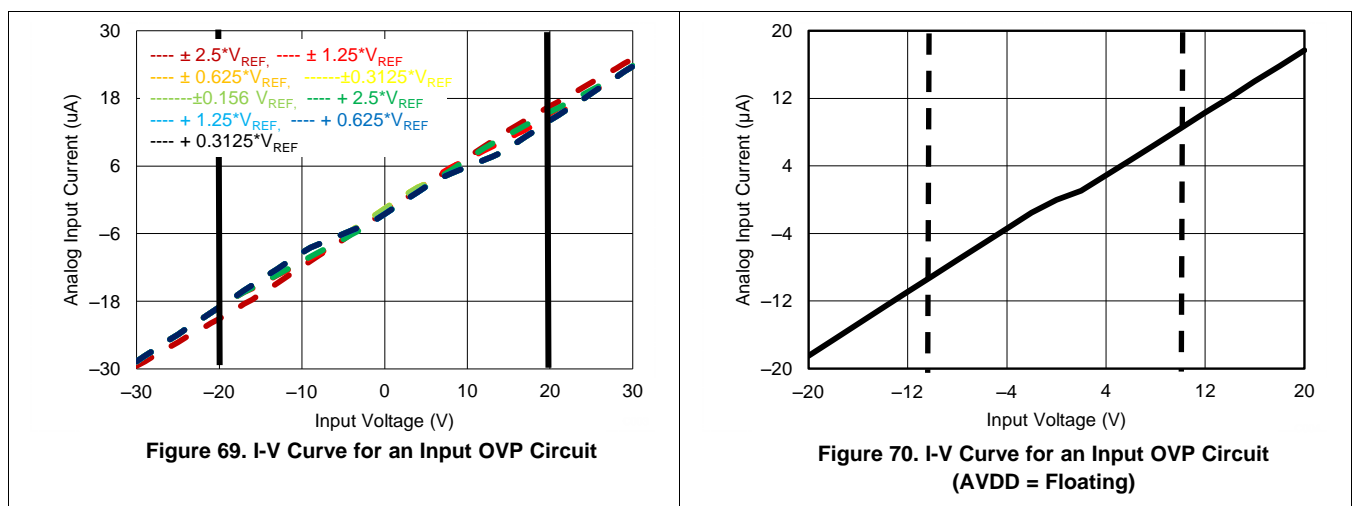 30
---- ± 2.5*VREF, ---- ± 1.25*VREF
---- ± 0.625*VREF, ------±0.3125*VREF
18
-------±0.156 VREF, ---- + 2.5*VREF
---- + 1.25*VREF, ---- + 0.625*VREF
---- + 0.3125*VREF
6
–6
–18
–30
Analog Input Current (uA)
–30 –20 –10 0 10 20 30
Input Voltage (V)
Figure 69. I-V Curve for an Input OVP Circuit
20
12
4
–4
–12
–20
Analog Input Current (µA)
–20 –12 –4 4 12 20
Input Voltage (V)
Figure 70. I-V Curve for an Input OVP Circuit
(AVDD = Floating)